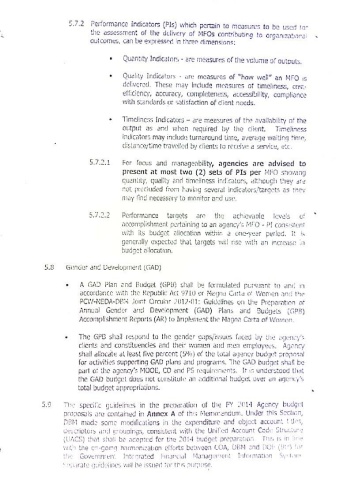 5.7.2 Performance Indicators (PIs) which pertain to measures to be used for
the assessment of the delivery of MFOs contributing to organizational
outcomes, can be expressed in three dimensions:
• Quantity Indicators - are measures of the volume of outputs.
• Quality Indicators - are measures of "how well" an MFO is
delivered. These may include measures of timeliness, cost-
efficiency, accuracy, completeness, accessibility, compliance
with standards or satisfaction of client needs.
• Timeliness Indicators - are measures of the availability of the
output as and when required by the client. Timeliness
indicators may include turnaround time, average waiting time,
distance/time travelled by clients to receive a service, etc.
5.7.2.1 For focus and manageability, agencies are advised to
present at most two (2) sets of PIs per MFO showing
quantity, quality and timeliness indicators, although they are
not precluded from having several indicators/targets as they
may find necessary to monitor and use.
5.7.2.2 Performance targets are the achievable levels of
accomplishment pertaining to an agency's MFO - PI consistent
with its budget allocation within a one-year period. It is
generally expected that targets will rise with an increase in
budget allocation.
5.8 Gender and Development (GAD)
• A GAD Plan and Budget (GPB) shall be formulated pursuant to and in
accordance with the Republic Act 9710 or Magna Carta of Women and the
PCW-NEDA-DBM Joint Circular 2012-01: Guidelines on the Preparation of
Annual Gender and Development (GAD) Plans and Budgets (GPB)
Accomplishment Reports (AR) to Implement the Magna Carta of Women.
• The GPB shall respond to the gender gaps/issues faced by the agency's
clients and constituencies and their women and men employees. Agency
shall allocate at least five percent (5%) of the total agency budget proposal
for activities supporting GAD plans and programs. The GAD budget shall be
part of the agency's MOOE, CO and PS requirements. It is understood that
the GAD budget does not constitute an additional budget over an agency's
total budget appropriations.
5.9 The specific guidelines in the preparation of the FY 2014 Agency budget
proposals are contained in Annex A of this Memorandum. Under this Section,
DBM made some modifications in the expenditure and object account titles,
descriptors and groupings, consistent with the Unified Account Code Structure
(UACS) that shall be adopted for the 2014 budget preparation. This is in line
with the on-going harmonization efforts between COA, DBM and DOF for
the Government Integrated Financial Management Information System.
Separate guidelines will be issued for this purpose.